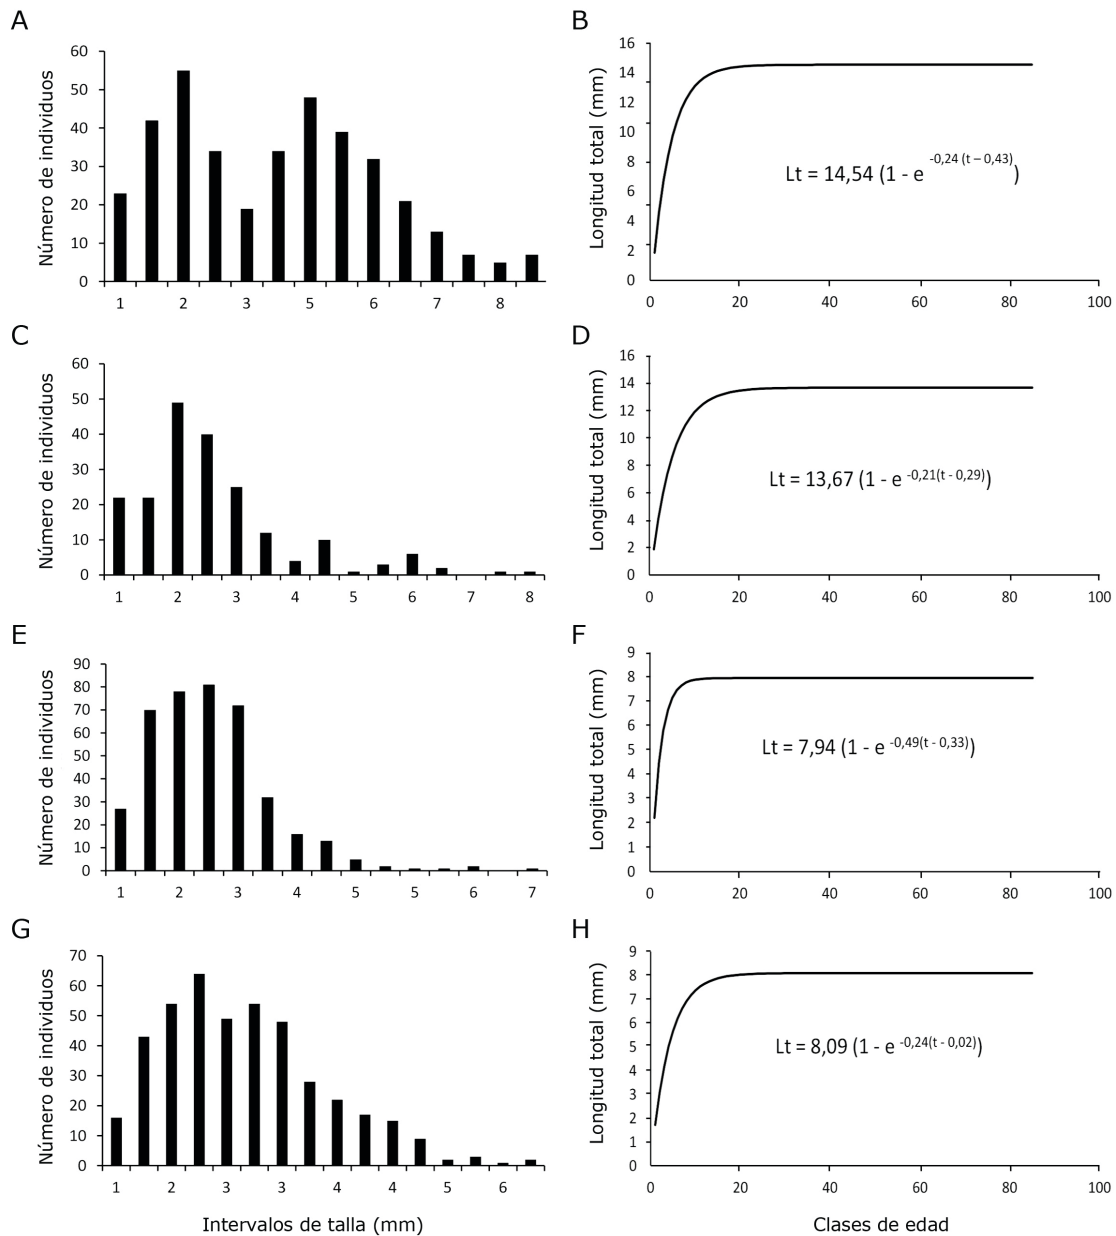 A
B
Número de individuos
60
50
40
30
20
10
0
1 2 3 5 6 7 8
Longitud total (mm)
16
14
12
10
8
6
4
2
0
Lt = 14,54 (1 - e -0,24 (t – 0,43))
0 20 40 60 80 100
C
D
Número de individuos
60
50
40
30
20
10
0
1 2 3 4 5 6 7 8
Longitud total (mm)
16
14
12
10
8
6
4
2
0
Lt = 13,67 (1 - e -0,21(t - 0,29))
0 20 40 60 80 100
E
F
Número de individuos
90
80
70
60
50
40
30
20
10
0
1 2 3 4 5 6 7
Longitud total (mm)
9
8
7
6
5
4
3
2
1
0
Lt = 7,94 (1 - e -0,49(t - 0,33))
0 20 40 60 80 100
G
H
Número de individuos
70
60
50
40
30
20
10
0
1 2 3 3 4 4 5 6
Intervalos de talla (mm)
Longitud total (mm)
9
8
7
6
5
4
3
2
1
0
Lt = 8,09 (1 - e -0,24(t - 0,02))
0 20 40 60 80 100
Clases de edad